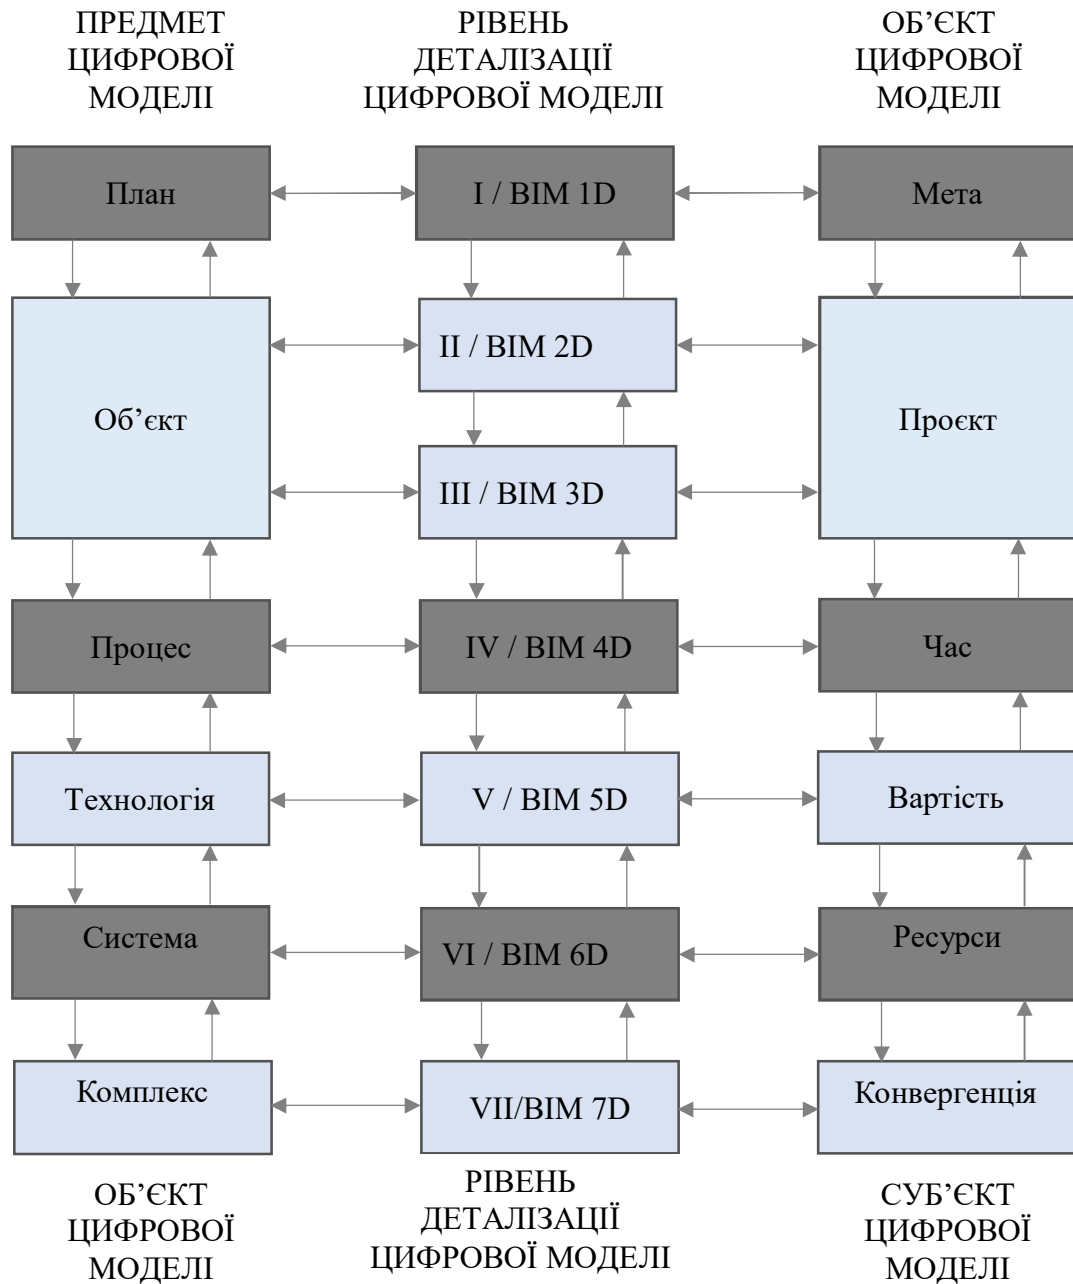 ПРЕДМЕТ
ЦИФРОВОЇ
МОДЕЛІ
РІВЕНЬ
ДЕТАЛІЗАЦІЇ
ЦИФРОВОЇ МОДЕЛІ
ОБ’ЄКТ
ЦИФРОВОЇ
МОДЕЛІ
План
I / BIM 1D
Мета
II / BIM 2D
Об’єкт
Проєкт
III / BIM 3D
Процес
IV / BIM 4D
Час
Технологія
V / BIM 5D
Вартість
Система
VI / BIM 6D
Ресурси
Комплекс
VII/BIM 7D
Конвергенція
ОБ’ЄКТ
ЦИФРОВОЇ
МОДЕЛІ
РІВЕНЬ
ДЕТАЛІЗАЦІЇ
ЦИФРОВОЇ МОДЕЛІ
СУБ’ЄКТ
ЦИФРОВОЇ
МОДЕЛІ